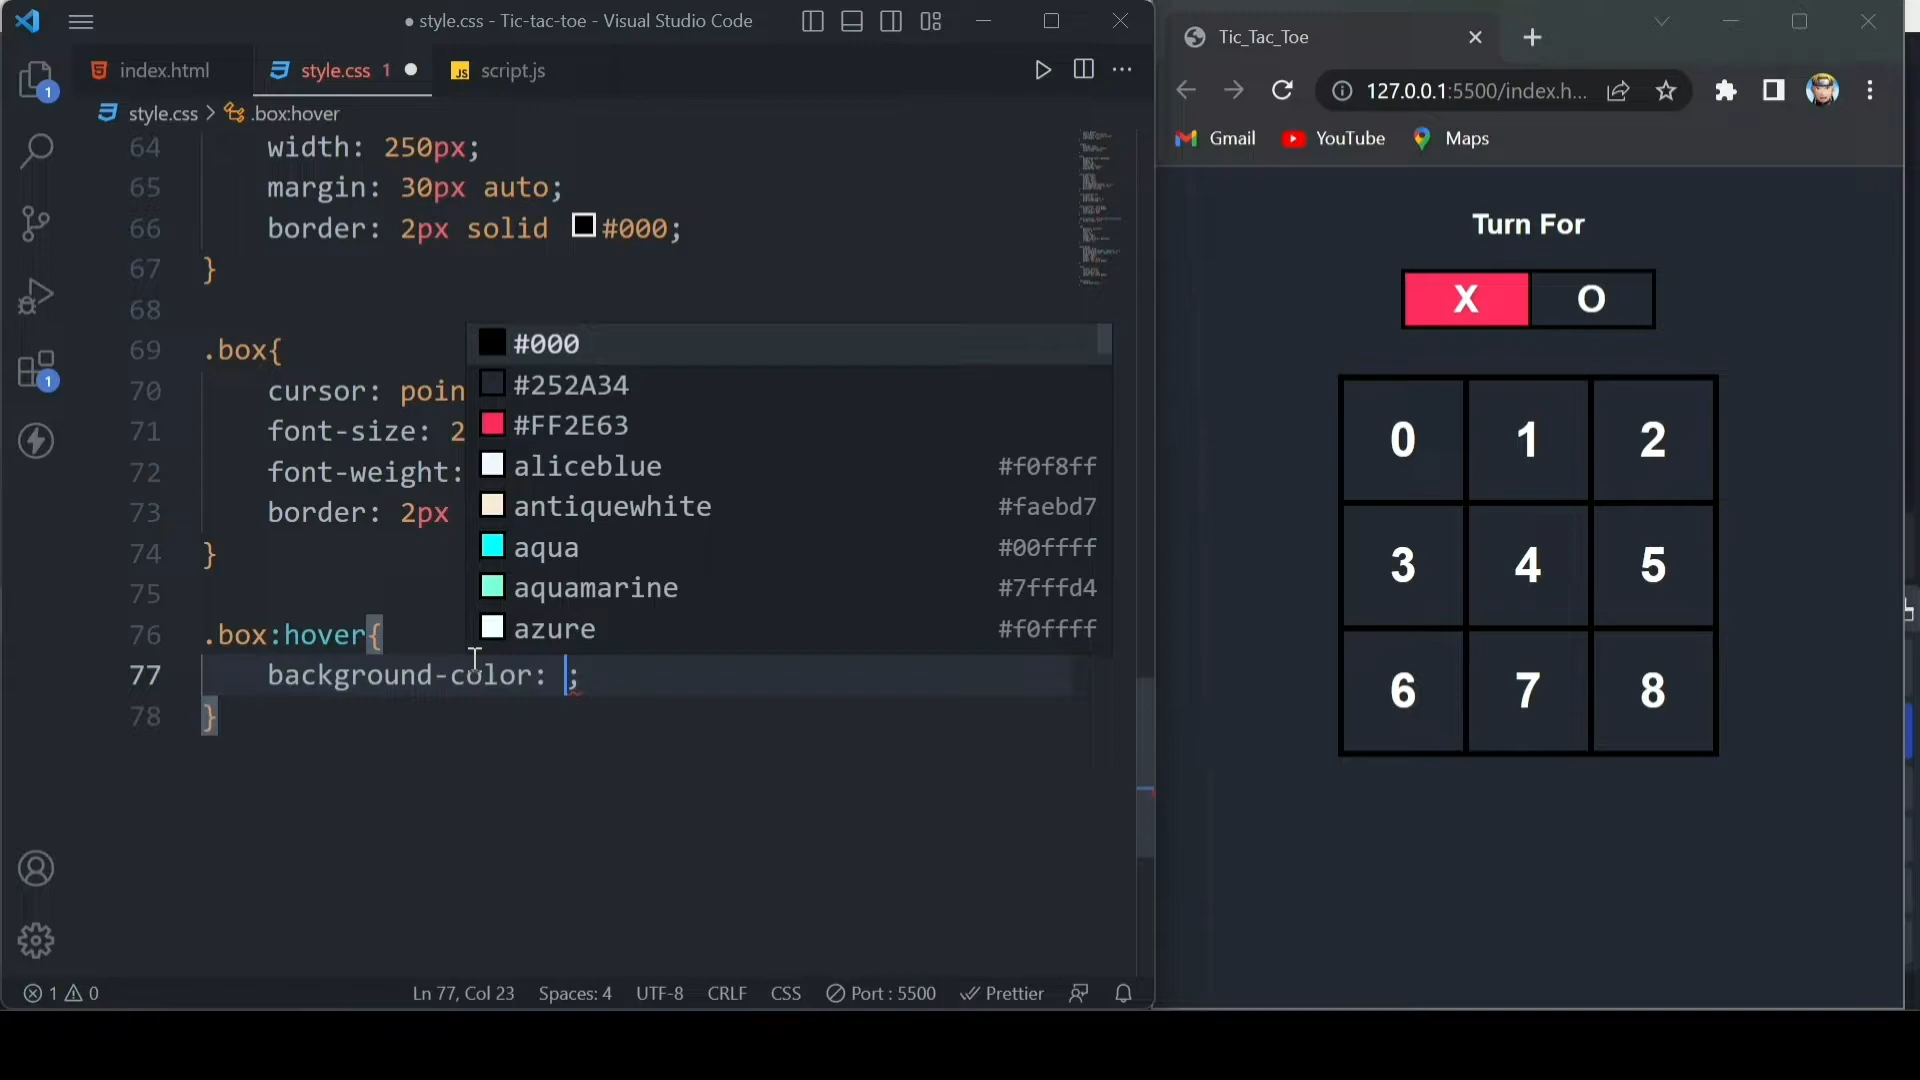 style.css - Tic-tac-toe - Visual Studio Code
index.html
style.css 1
JS script.js
style.css > .box:hover
64 width: 250px;
65 margin: 30px auto;
66 border: 2px solid #000;
67 }
68
69 .box{
70 cursor: poin
71 font-size: 2
72 font-weight:
73 border: 2px
74 }
75
76 .box:hover{
77 background-color: ;
78 }
#000
#252A34
#FF2E63
aliceblue #f0f8ff
antiquewhite #faebd7
aqua #00ffff
aquamarine #7fffd4
azure #f0ffff
1
1
1 0 Ln 77, Col 23 Spaces: 4 UTF-8 CRLF CSS Port : 5500 Prettier
Tic_Tac_Toe
127.0.0.1:5500/index.h...
Gmail YouTube Maps
Turn For
X O
0 1 2
3 4 5
6 7 8